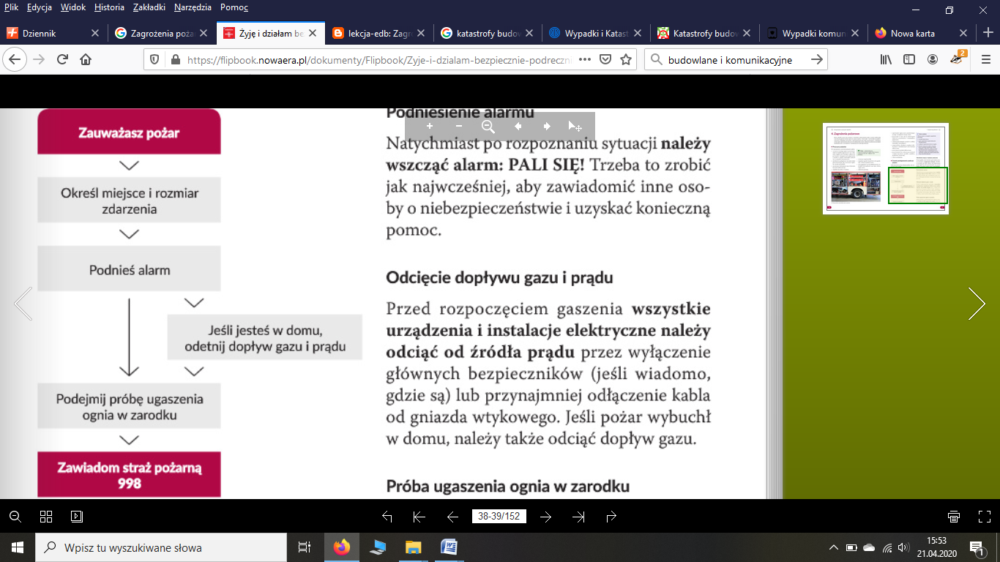 Plik Edycja Widok Historia Zakładki Narzędzia Pomoc
Dziennik
Zagrożenia poża
Żyję i działam be
lekcja-edb: Zagr
katastrofy budow
Wypadki i Katast
Katastrofy budow
Wypadki komun
Nowa karta
https://flipbook.nowaera.pl/dokumenty/Flipbook/Zyje-i-dzialam-bezpiecznie-podreczni
budowlane i komunikacyjne
2
Zauważasz pożar
Określ miejsce i rozmiar
zdarzenia
Podnieś alarm
Jeśli jesteś w domu,
odetnij dopływ gazu i prądu
Podejmij próbę ugaszenia
ognia w zarodku
Zawiadom straż pożarną
998
Podniesienie alarmu
Natychmiast po rozpoznaniu sytuacji należy
wszcząć alarm: PALI SIĘ! Trzeba to zrobić
jak najwcześniej, aby zawiadomić inne oso-
by o niebezpieczeństwie i uzyskać konieczną
pomoc.
Odcięcie dopływu gazu i prądu
Przed rozpoczęciem gaszenia wszystkie
urządzenia i instalacje elektryczne należy
odciąć od źródła prądu przez wyłączenie
głównych bezpieczników (jeśli wiadomo,
gdzie są) lub przynajmniej odłączenie kabla
od gniazda wtykowego. Jeśli pożar wybuchł
w domu, należy także odciąć dopływ gazu.
Próba ugaszenia ognia w zarodku
38-39/152
Wpisz tu wyszukiwane słowa
15:53
21.04.2020
1